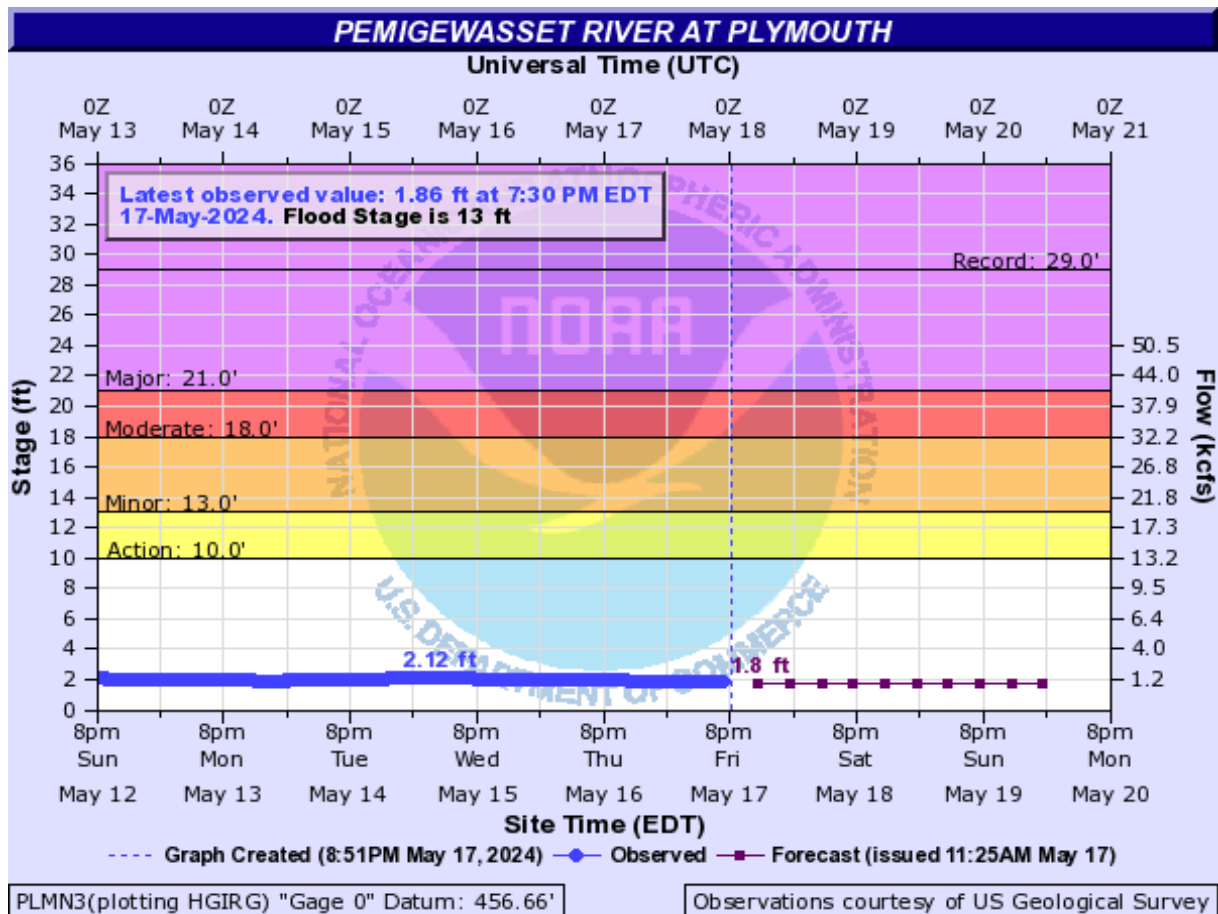 PEMIGEWASSET RIVER AT PLYMOUTH
Universal Time (UTC)
0Z 0Z 0Z 0Z 0Z 0Z 0Z 0Z 0Z
May 13 May 14 May 15 May 16 May 17 May 18 May 19 May 20 May 21
Latest observed value: 1.86 ft at 7:30 PM EDT
17-May-2024. Flood Stage is 13 ft
NATIONAL OCEANIC AND ATMOSPHERIC ADMINISTRATION
NOAA
U.S. DEPARTMENT OF COMMERCE
Stage (ft)
36
34
32
30
28
26
24
22
20
18
16
14
12
10
8
6
4
2
0
Record: 29.0'
Major: 21.0'
Moderate: 18.0'
Minor: 13.0'
Action: 10.0'
2.12 ft
1.8 ft
Flow (kcfs)
50.5
44.0
37.9
32.2
26.8
21.8
17.3
13.2
9.5
6.4
4.0
1.2
8pm 8pm 8pm 8pm 8pm 8pm 8pm 8pm 8pm
Sun Mon Tue Wed Thu Fri Sat Sun Mon
May 12 May 13 May 14 May 15 May 16 May 17 May 18 May 19 May 20
Site Time (EDT)
Graph Created (8:51PM May 17, 2024) Observed Forecast (issued 11:25AM May 17)
PLMN3(plotting HGIRG) "Gage 0" Datum: 456.66'
Observations courtesy of US Geological Survey